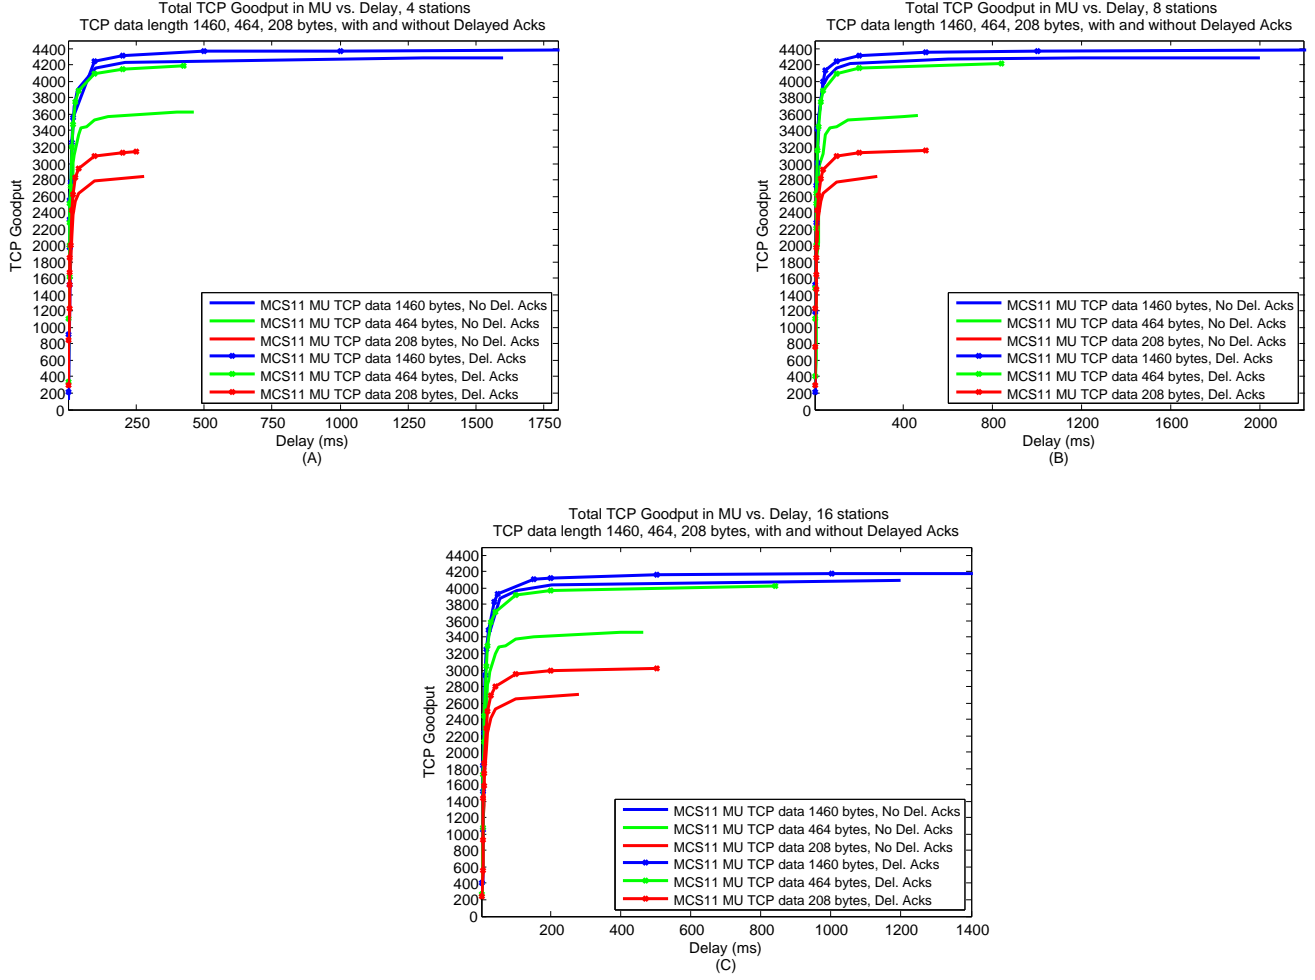 Total TCP Goodput in MU vs. Delay, 4 stations
TCP data length 1460, 464, 208 bytes, with and without Delayed Acks
4400
4200
4000
3800
3600
3400
3200
3000
2800
2600
2400
2200
2000
1800
1600
1400
1200
1000
800
600
400
200
0
TCP Goodput
MCS11 MU TCP data 1460 bytes, No Del. Acks
MCS11 MU TCP data 464 bytes, No Del. Acks
MCS11 MU TCP data 208 bytes, No Del. Acks
MCS11 MU TCP data 1460 bytes, Del. Acks
MCS11 MU TCP data 464 bytes, Del. Acks
MCS11 MU TCP data 208 bytes, Del. Acks
250 500 750 1000 1250 1500 1750
Delay (ms)
(A)
Total TCP Goodput in MU vs. Delay, 8 stations
TCP data length 1460, 464, 208 bytes, with and without Delayed Acks
4400
4200
4000
3800
3600
3400
3200
3000
2800
2600
2400
2200
2000
1800
1600
1400
1200
1000
800
600
400
200
0
TCP Goodput
MCS11 MU TCP data 1460 bytes, No Del. Acks
MCS11 MU TCP data 464 bytes, No Del. Acks
MCS11 MU TCP data 208 bytes, No Del. Acks
MCS11 MU TCP data 1460 bytes, Del. Acks
MCS11 MU TCP data 464 bytes, Del. Acks
MCS11 MU TCP data 208 bytes, Del. Acks
400 800 1200 1600 2000
Delay (ms)
(B)
Total TCP Goodput in MU vs. Delay, 16 stations
TCP data length 1460, 464, 208 bytes, with and without Delayed Acks
4400
4200
4000
3800
3600
3400
3200
3000
2800
2600
2400
2200
2000
1800
1600
1400
1200
1000
800
600
400
200
0
TCP Goodput
MCS11 MU TCP data 1460 bytes, No Del. Acks
MCS11 MU TCP data 464 bytes, No Del. Acks
MCS11 MU TCP data 208 bytes, No Del. Acks
MCS11 MU TCP data 1460 bytes, Del. Acks
MCS11 MU TCP data 464 bytes, Del. Acks
MCS11 MU TCP data 208 bytes, Del. Acks
200 400 600 800 1000 1200 1400
Delay (ms)
(C)